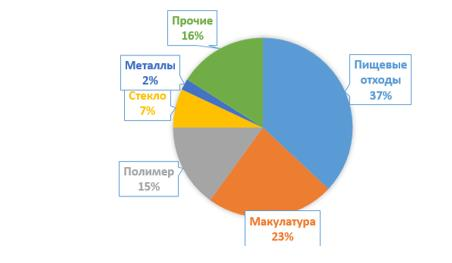 Прочие
16%
Металлы
2%
Стекло
7%
Полимер
15%
Макулатура
23%
Пищевые
отходы
37%